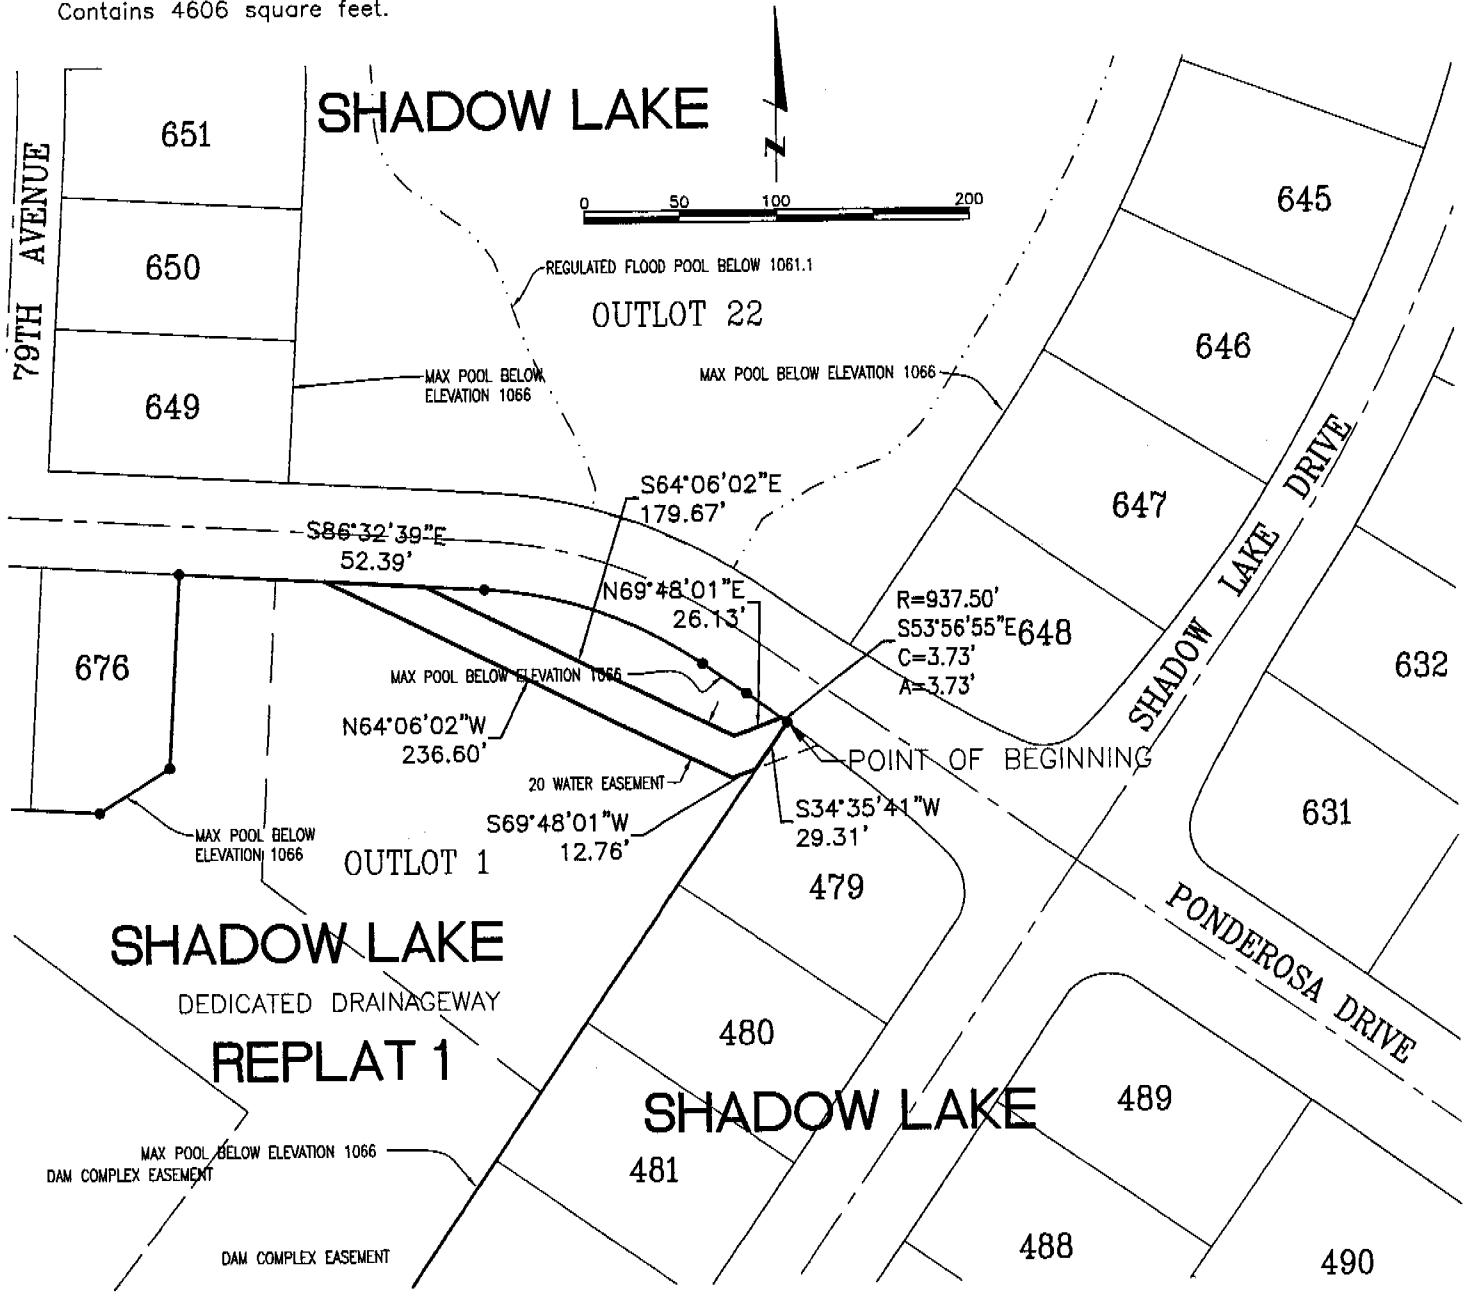 Contains 4606 square feet.
SHADOW LAKE
N
651
79TH AVENUE
0 50 100 200
645
650
REGULATED FLOOD POOL BELOW 1061.1
OUTLOT 22
646
MAX POOL BELOW
ELEVATION 1066
MAX POOL BELOW ELEVATION 1066
649
S64°06'02"E
179.67'
647
SHADOW LAKE DRIVE
S86°32'39"E
52.39'
N69°48'01"E
26.13'
R=937.50'
S53°56'55"E
C=3.73'
A=3.73'
648
632
676
MAX POOL BELOW ELEVATION 1066
N64°06'02"W
236.60'
POINT OF BEGINNING
20 WATER EASEMENT
S34°35'41"W
29.31'
631
S69°48'01"W
12.76'
MAX POOL BELOW
ELEVATION 1066
OUTLOT 1
479
PONDEROSA DRIVE
SHADOW LAKE
DEDICATED DRAINAGEWAY
REPLAT 1
480
489
SHADOW LAKE
MAX POOL BELOW ELEVATION 1066
DAM COMPLEX EASEMENT
481
DAM COMPLEX EASEMENT
488
490